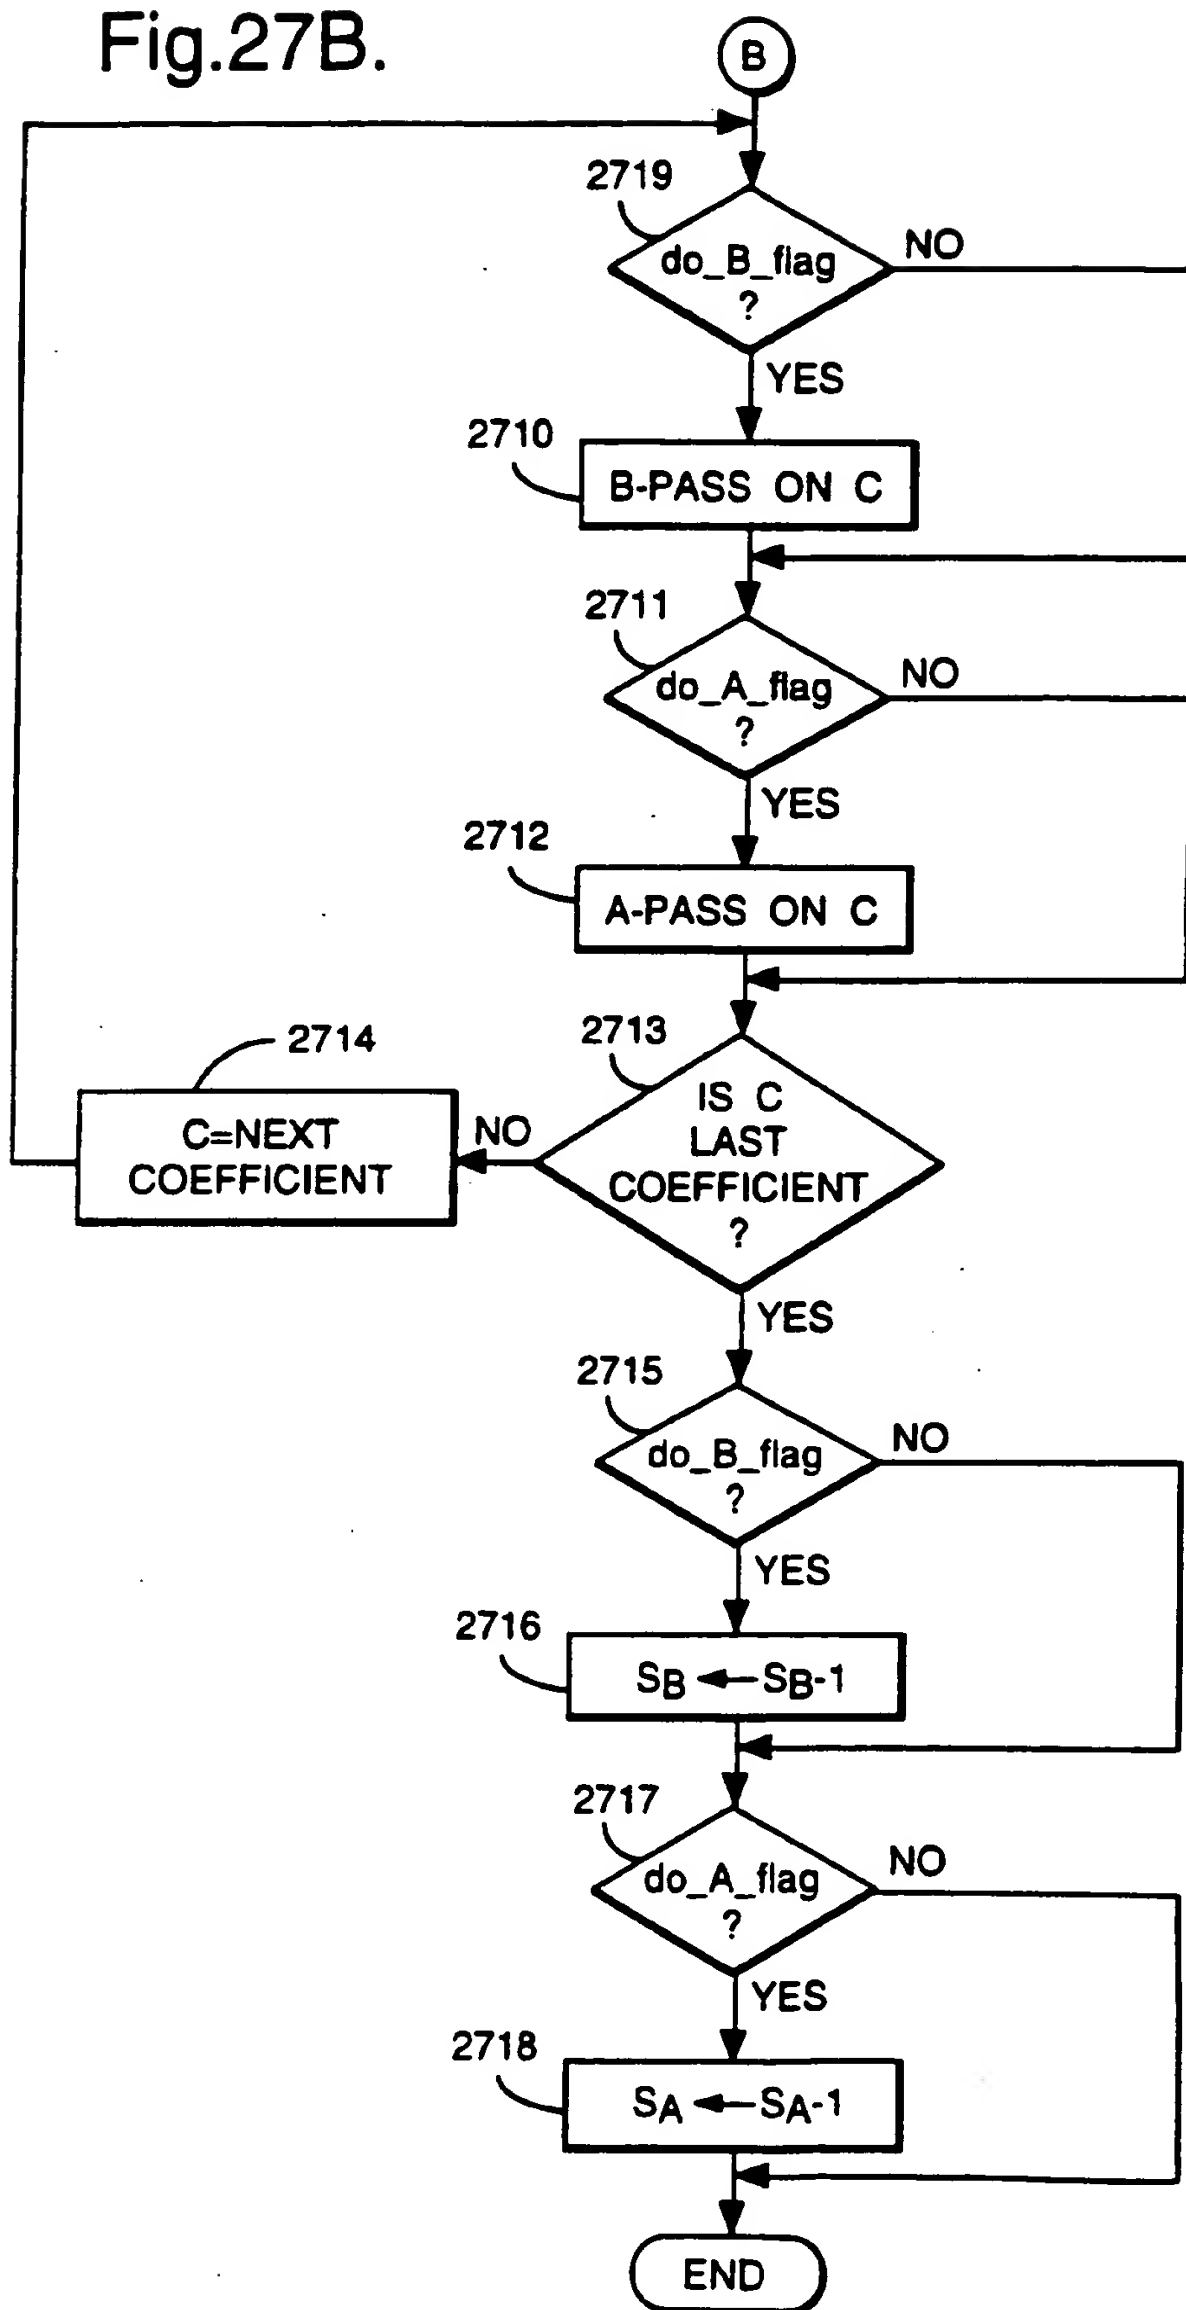 Fig.27B.
B
2719
do_B_flag
?
NO
YES
2710
B-PASS ON C
2711
do_A_flag
?
NO
YES
2712
A-PASS ON C
2713
IS C
LAST
COEFFICIENT
?
NO
2714
C=NEXT
COEFFICIENT
YES
2715
do_B_flag
?
NO
YES
2716
SB ← SB-1
2717
do_A_flag
?
NO
YES
2718
SA ← SA-1
END